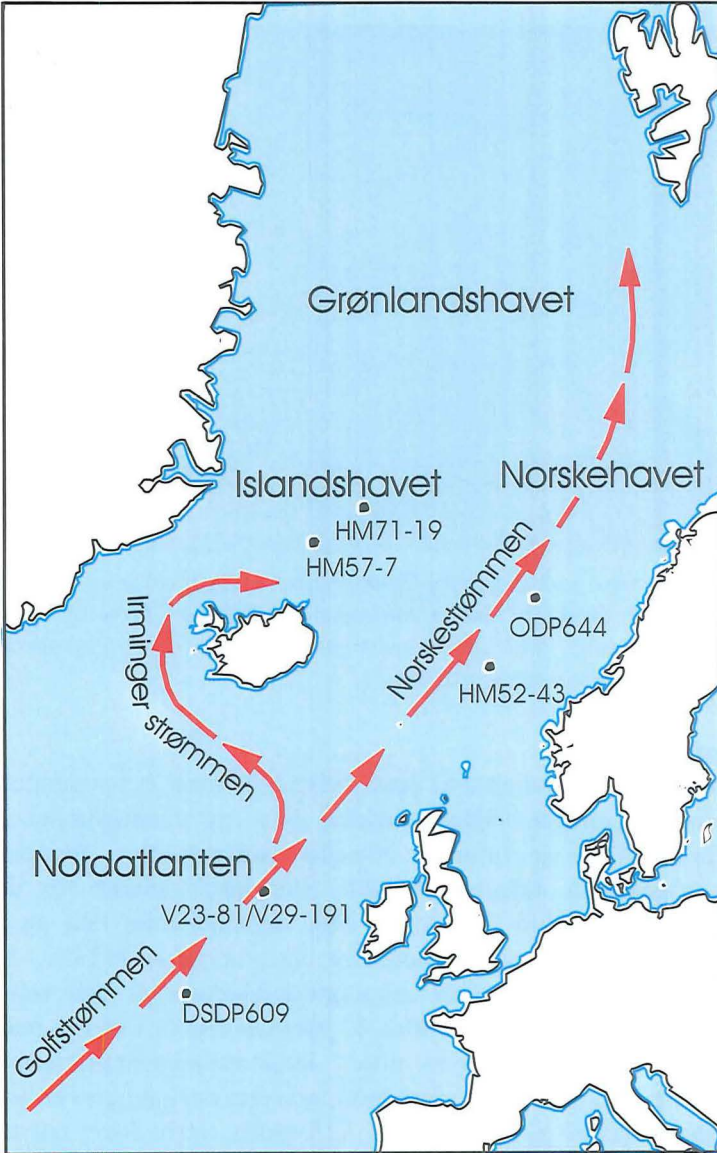 Grønlandshavet
Islandshavet
Norskehavet
HM71-19
HM57-7
Norskestrømmen
ODP644
Irminger
strømmen
HM52-43
Nordatlanten
V23-81/V29-191
Golfstrømmen
DSDP609